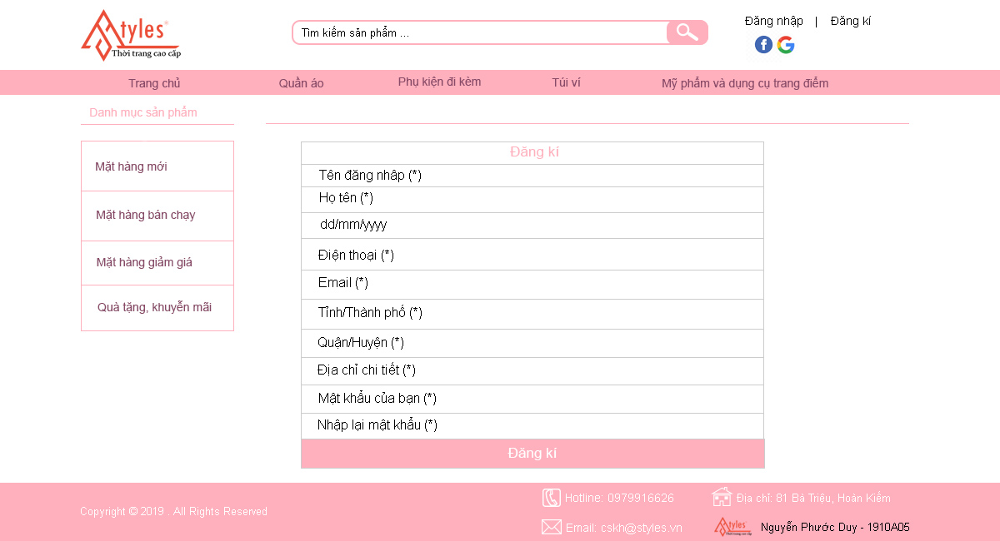 Styles®
Thời trang cao cấp
Tìm kiếm sản phẩm ...
Đăng nhập | Đăng kí
Trang chủ Quần áo Phụ kiện đi kèm Túi ví Mỹ phẩm và dụng cụ trang điểm
Danh mục sản phẩm
Mặt hàng mới
Mặt hàng bán chạy
Mặt hàng giảm giá
Quà tặng, khuyễn mãi
Đăng kí
Tên đăng nhâp (*)
Họ tên (*)
dd/mm/yyyy
Điện thoại (*)
Email (*)
Tỉnh/Thành phố (*)
Quận/Huyện (*)
Địa chỉ chi tiết (*)
Mật khẩu của bạn (*)
Nhập lại mật khẩu (*)
Đăng kí
Copyright © 2019 . All Rights Reserved
Hotline: 0979916626
Địa chỉ: 81 Bà Triệu, Hoàn Kiếm
Email: cskh@styles.vn
Styles
Thời trang cao cấp
Nguyễn Phước Duy - 1910A05